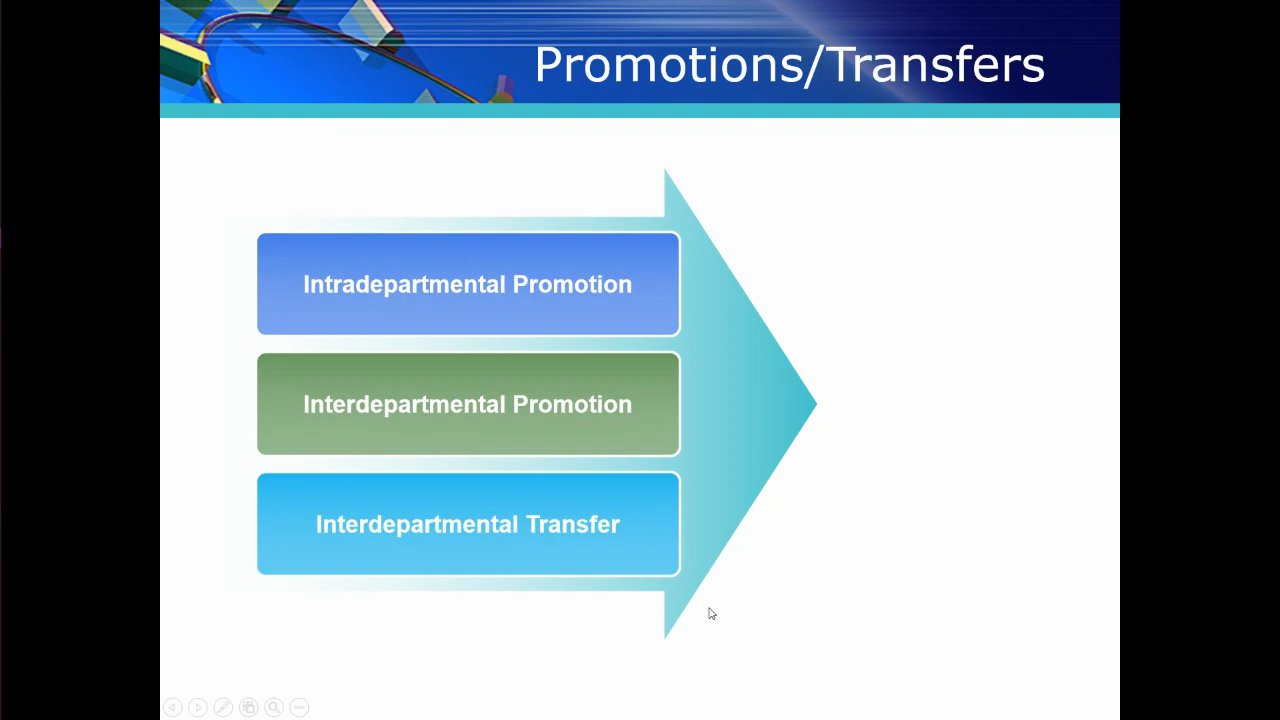 Promotions/Transfers
Intradepartmental Promotion
Interdepartmental Promotion
Interdepartmental Transfer